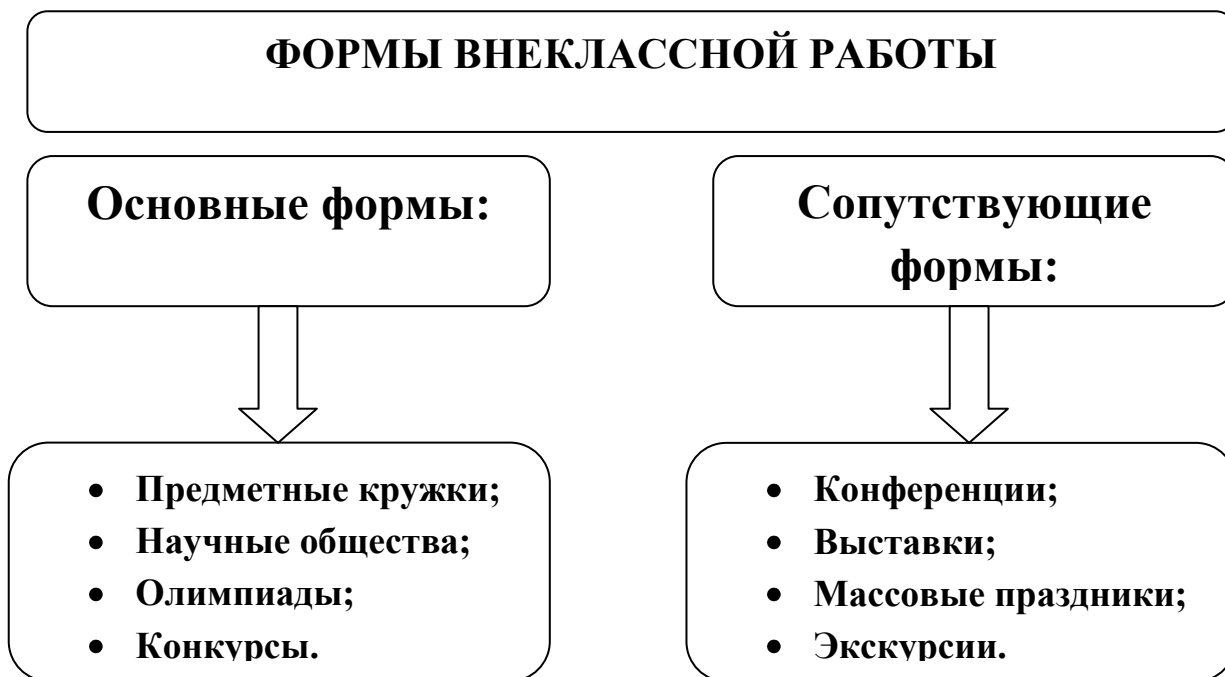 ФОРМЫ ВНЕКЛАССНОЙ РАБОТЫ
Основные формы:
Сопутствующие
формы:
• Предметные кружки;
• Научные общества;
• Олимпиады;
• Конкурсы.
• Конференции;
• Выставки;
• Массовые праздники;
• Экскурсии.